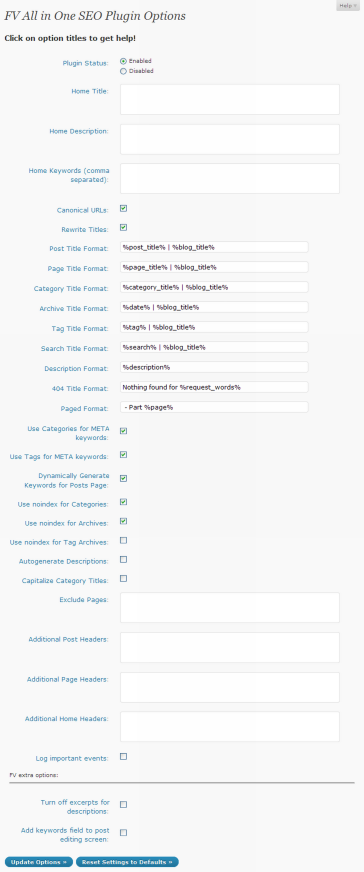 Help
FV All in One SEO Plugin Options
Click on option titles to get help!
Plugin Status:
Enabled
Disabled
Home Title:
Home Description:
Home Keywords (comma
separated):
Canonical URLs:
Rewrite Titles:
Post Title Format: %post_title% | %blog_title%
Page Title Format: %page_title% | %blog_title%
Category Title Format: %category_title% | %blog_title%
Archive Title Format: %date% | %blog_title%
Tag Title Format: %tag% | %blog_title%
Search Title Format: %search% | %blog_title%
Description Format: %description%
404 Title Format: Nothing found for %request_words%
Paged Format: - Part %page%
Use Categories for META
keywords:
Use Tags for META keywords:
Dynamically Generate
Keywords for Posts Page:
Use noindex for Categories:
Use noindex for Archives:
Use noindex for Tag Archives:
Autogenerate Descriptions:
Capitalize Category Titles:
Exclude Pages:
Additional Post Headers:
Additional Page Headers:
Additional Home Headers:
Log important events:
FV extra options:
Turn off excerpts for
descriptions:
Add keywords field to post
editing screen:
Update Options » Reset Settings to Defaults »